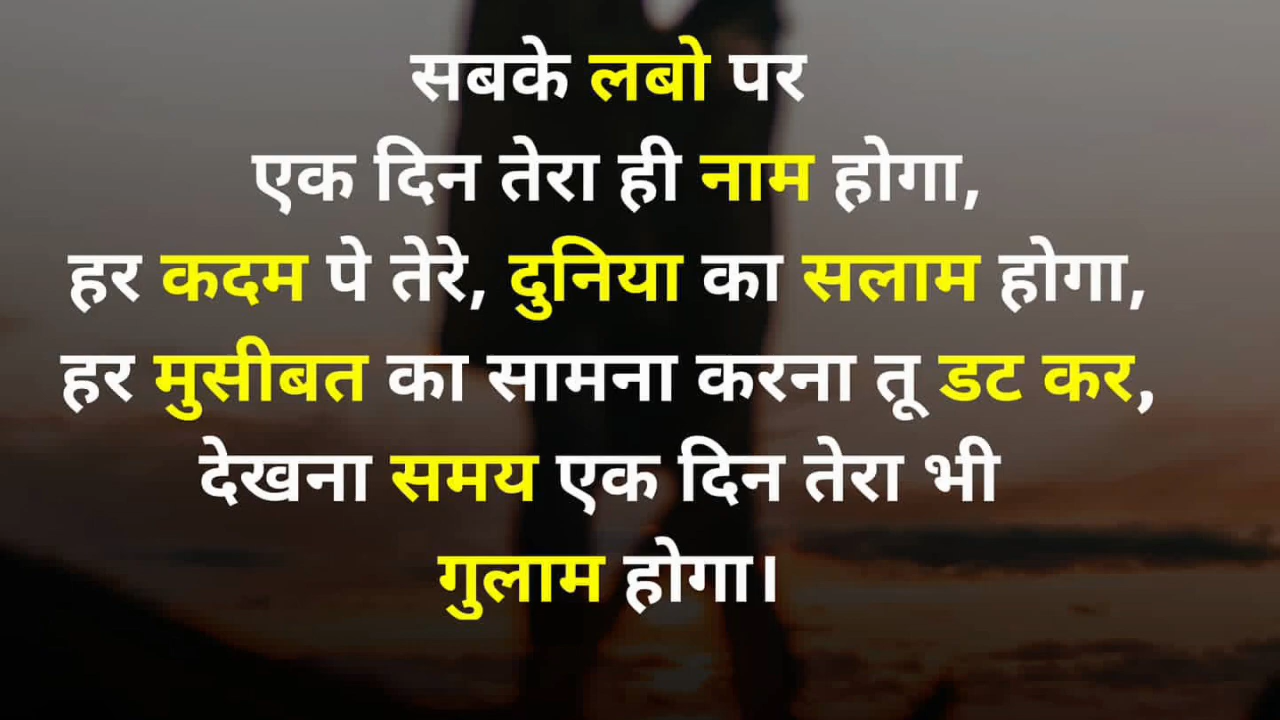 सबके लबो पर
एक दिन तेरा ही नाम होगा,
हर कदम पे तेरे, दुनिया का सलाम होगा,
हर मुसीबत का सामना करना तू डट कर,
देखना समय एक दिन तेरा भी
गुलाम होगा।